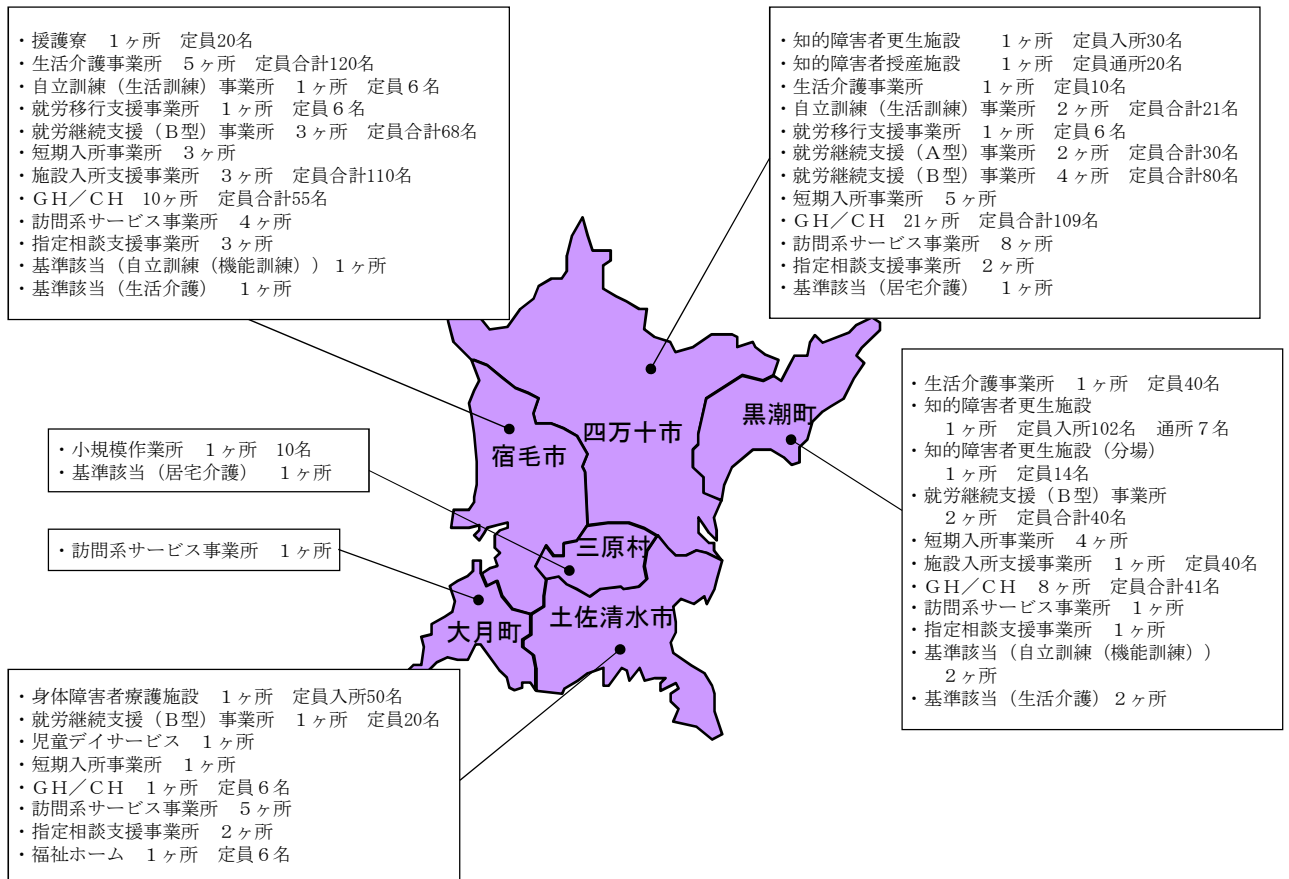 ・援護寮　１ヶ所　定員20名
・生活介護事業所　５ヶ所　定員合計120名
・自立訓練（生活訓練）事業所　１ヶ所　定員６名
・就労移行支援事業所　１ヶ所　定員６名
・就労継続支援（Ｂ型）事業所　３ヶ所　定員合計68名
・短期入所事業所　３ヶ所
・施設入所支援事業所　３ヶ所　定員合計110名
・ＧＨ／ＣＨ　10ヶ所　定員合計55名
・訪問系サービス事業所　４ヶ所
・指定相談支援事業所　３ヶ所
・基準該当（自立訓練（機能訓練））１ヶ所
・基準該当（生活介護）　１ヶ所
・知的障害者更生施設　　１ヶ所　定員入所30名
・知的障害者授産施設　　１ヶ所　定員通所20名
・生活介護事業所　　　１ヶ所　定員10名
・自立訓練（生活訓練）事業所　２ヶ所　定員合計21名
・就労移行支援事業所　１ヶ所　定員６名
・就労継続支援（Ａ型）事業所　２ヶ所　定員合計30名
・就労継続支援（Ｂ型）事業所　４ヶ所　定員合計80名
・短期入所事業所　５ヶ所
・ＧＨ／ＣＨ　21ヶ所　定員合計109名
・訪問系サービス事業所　８ヶ所
・指定相談支援事業所　２ヶ所
・基準該当（居宅介護）　１ヶ所
・小規模作業所　１ヶ所　10名
・基準該当（居宅介護）　１ヶ所
・訪問系サービス事業所　１ヶ所
黒潮町
四万十市
宿毛市
三原村
土佐清水市
大月町
・生活介護事業所　１ヶ所　定員40名
・知的障害者更生施設
１ヶ所　定員入所102名　通所７名
・知的障害者更生施設（分場）
１ヶ所　定員14名
・就労継続支援（Ｂ型）事業所
２ヶ所　定員合計40名
・短期入所事業所　４ヶ所
・施設入所支援事業所　１ヶ所　定員40名
・ＧＨ／ＣＨ　８ヶ所　定員合計41名
・訪問系サービス事業所　１ヶ所
・指定相談支援事業所　１ヶ所
・基準該当（自立訓練（機能訓練））
２ヶ所
・基準該当（生活介護）２ヶ所
・身体障害者療護施設　１ヶ所　定員入所50名
・就労継続支援（Ｂ型）事業所　１ヶ所　定員20名
・児童デイサービス　１ヶ所
・短期入所事業所　１ヶ所
・ＧＨ／ＣＨ　１ヶ所　定員６名
・訪問系サービス事業所　５ヶ所
・指定相談支援事業所　２ヶ所
・福祉ホーム　１ヶ所　定員６名